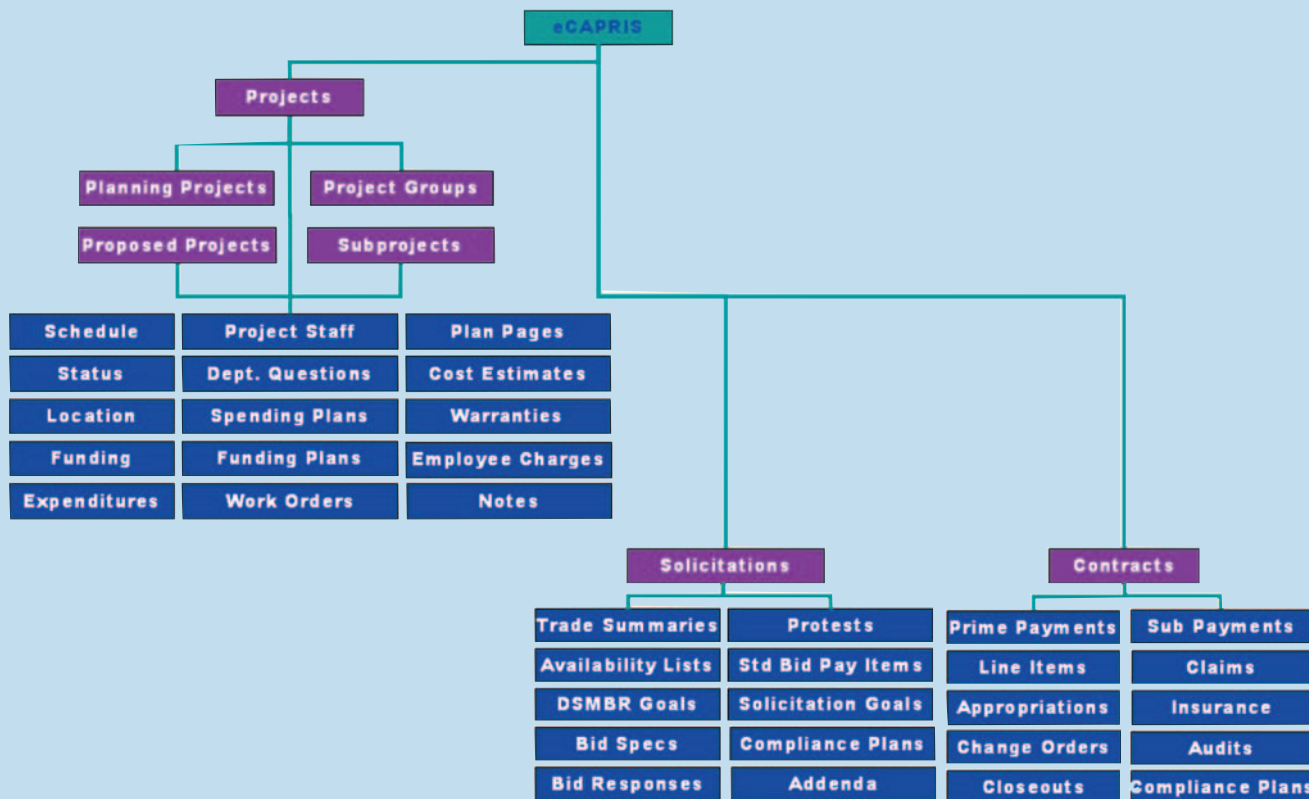 eCAPRIS
Projects
Planning Projects
Project Groups
Proposed Projects
Subprojects
Schedule
Project Staff
Plan Pages
Status
Dept. Questions
Cost Estimates
Location
Spending Plans
Warranties
Funding
Funding Plans
Employee Charges
Expenditures
Work Orders
Notes
Solicitations
Contracts
Trade Summaries
Protests
Prime Payments
Sub Payments
Availability Lists
Std Bid Pay Items
Line Items
Claims
DSMBR Goals
Solicitation Goals
Appropriations
Insurance
Bid Specs
Compliance Plans
Change Orders
Audits
Bid Responses
Addenda
Closeouts
Compliance Plans